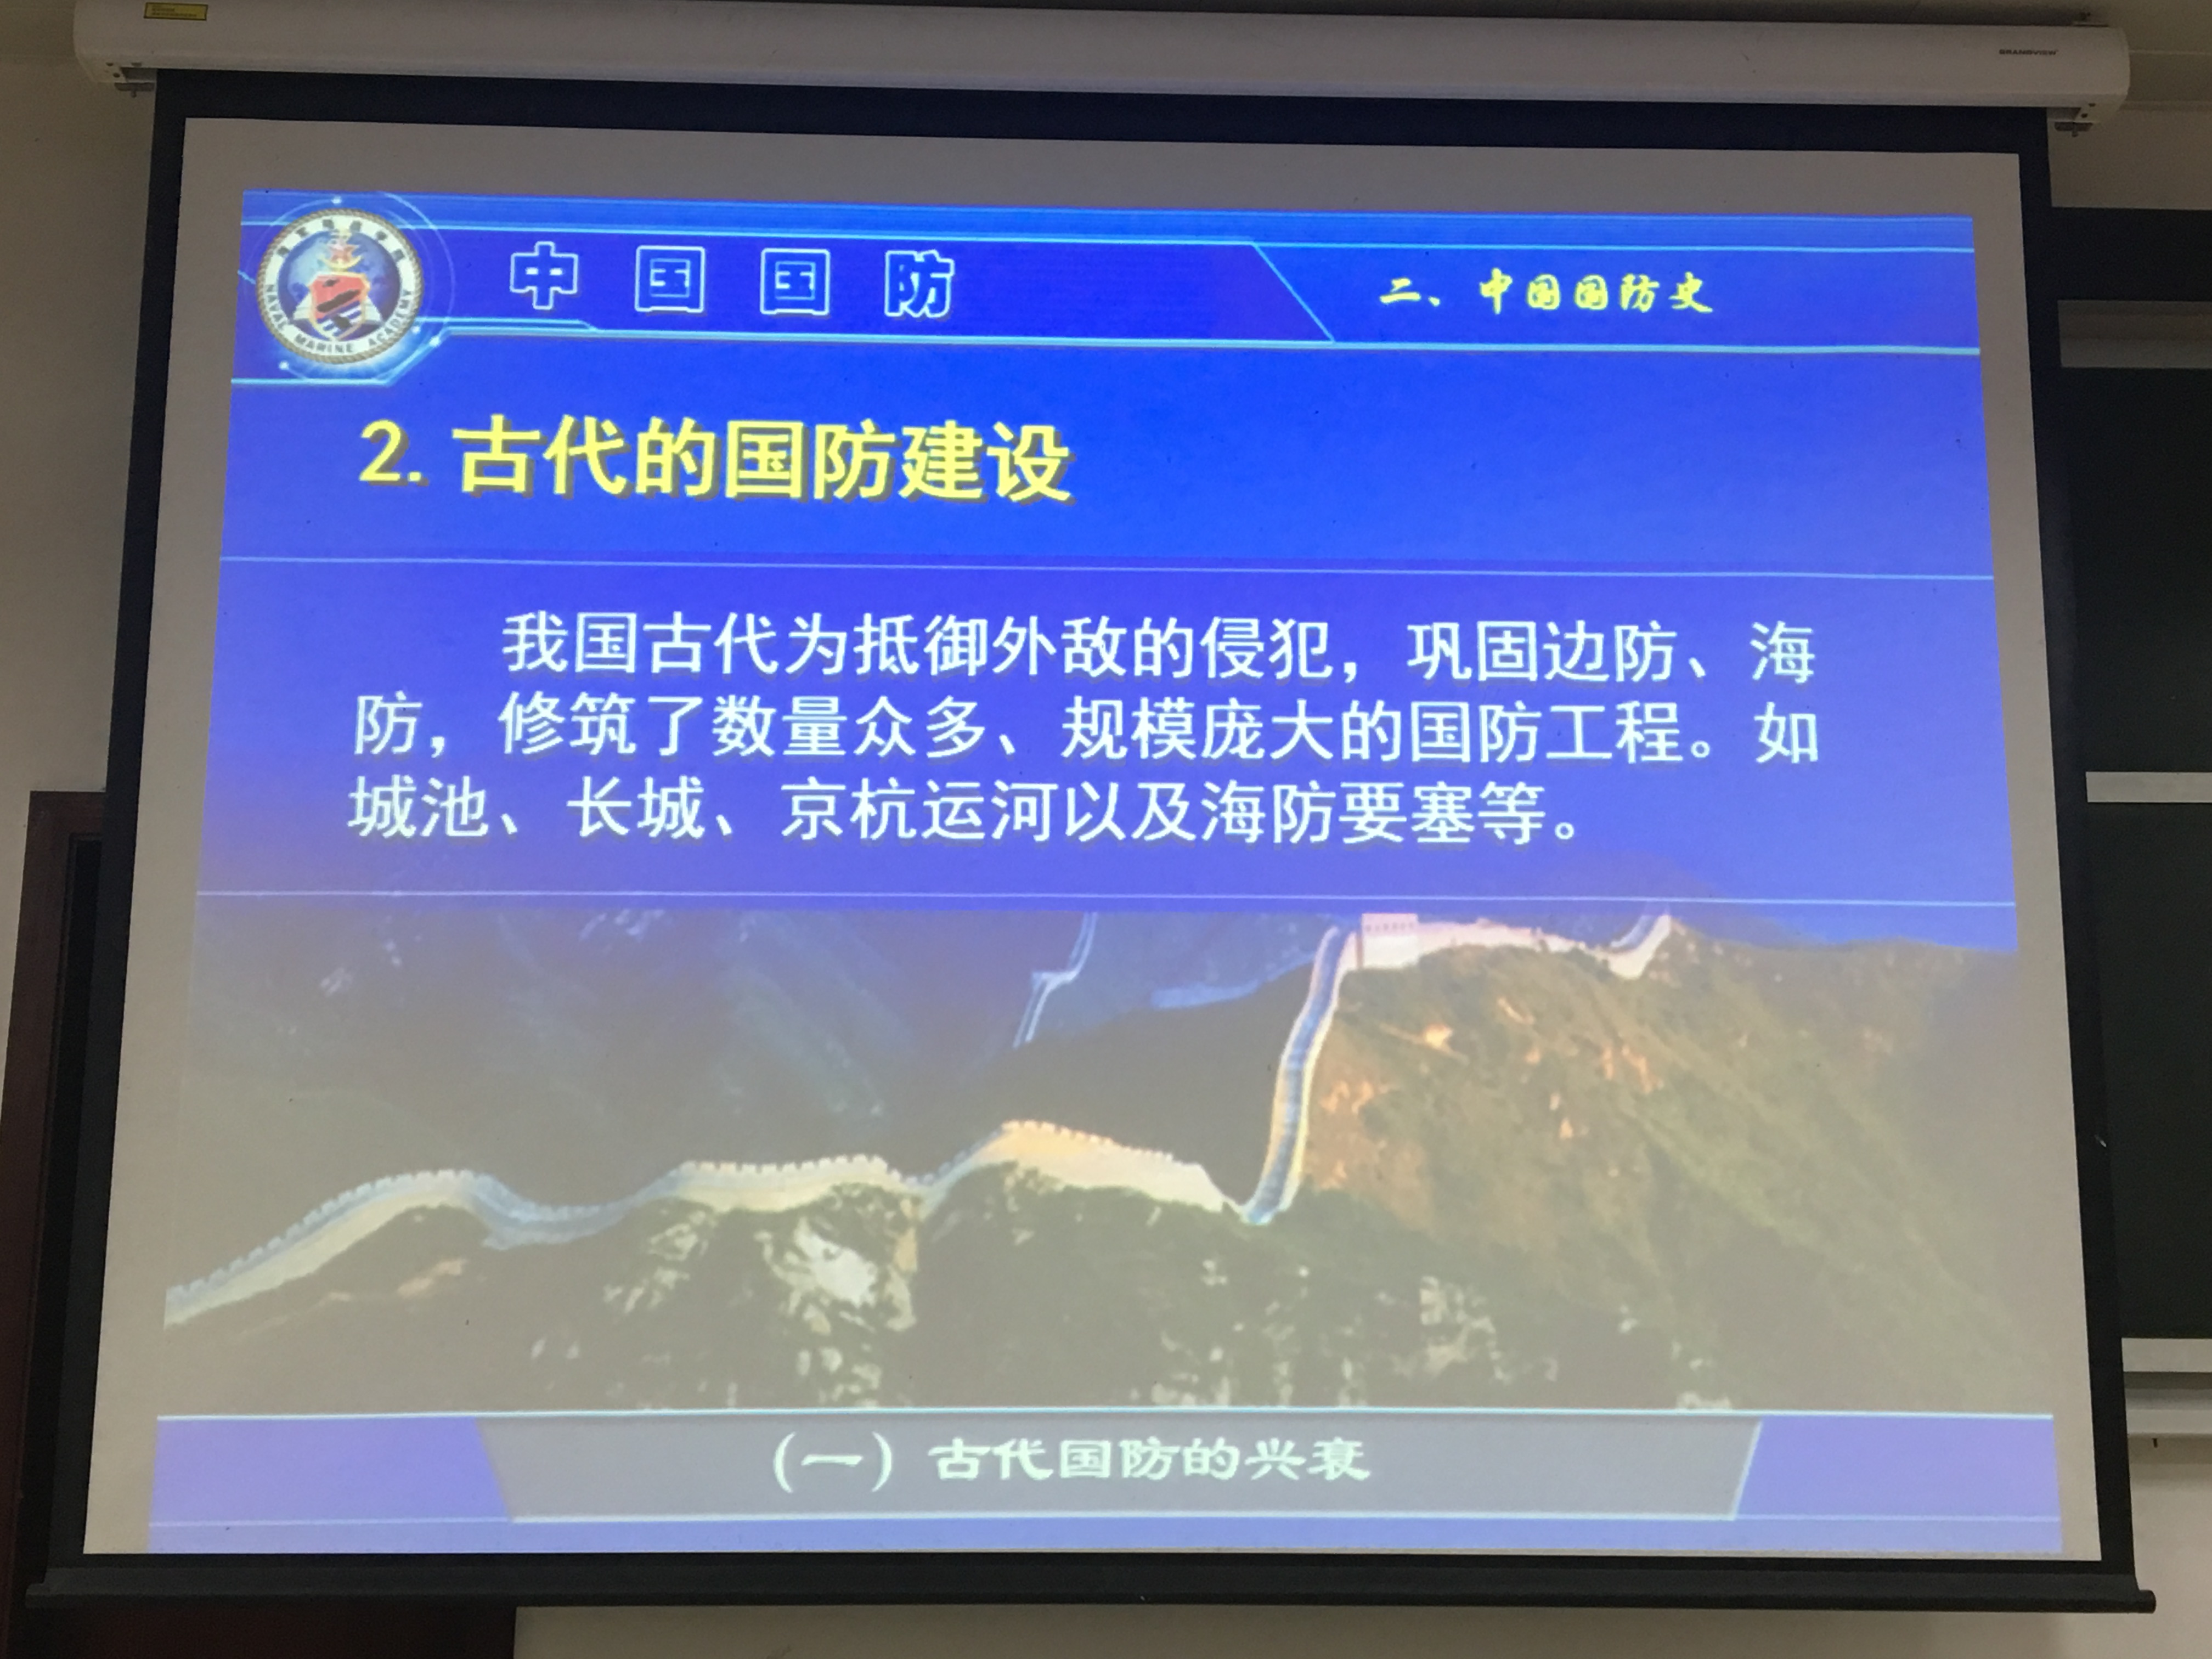 GRANDVIEW
中国国防
二、中国国防史
NAVAL MARINE ACADEMY
2. 古代的国防建设
我国古代为抵御外敌的侵犯，巩固边防、海
防，修筑了数量众多、规模庞大的国防工程。如
城池、长城、京杭运河以及海防要塞等。
（一）古代国防的兴衰